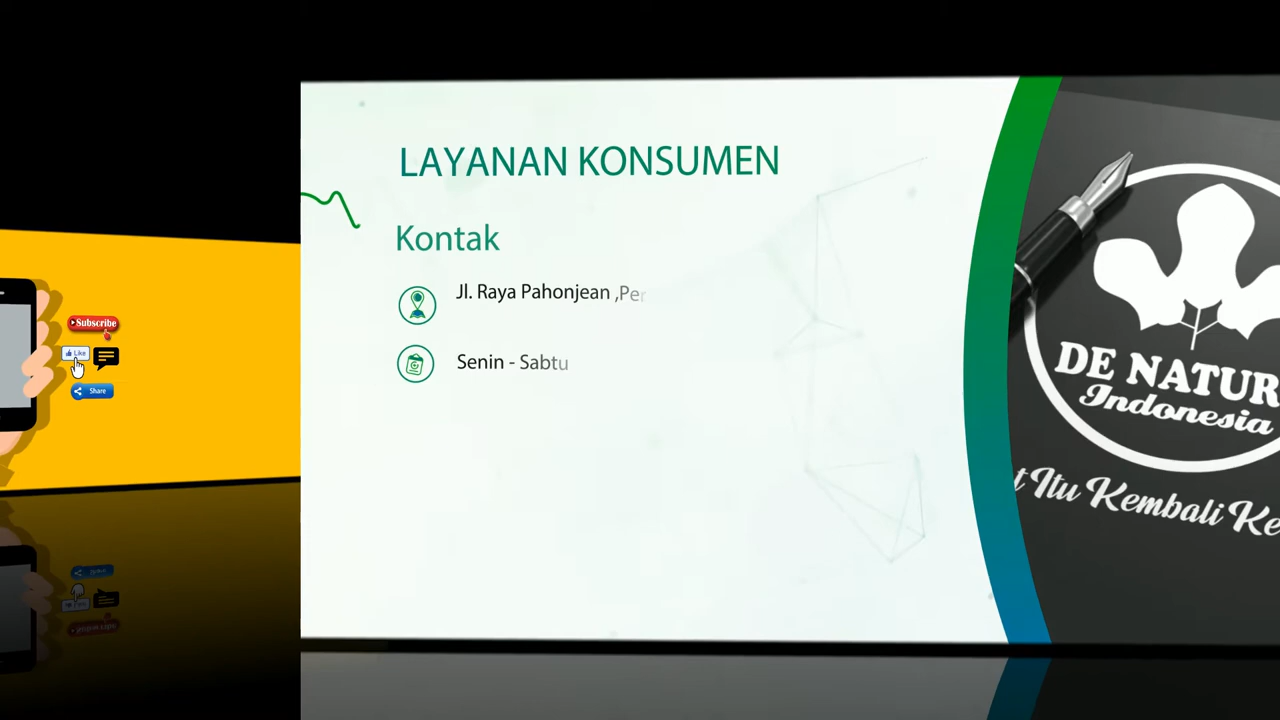 LAYANAN KONSUMEN
Kontak
Jl. Raya Pahonjean ,Per
Senin - Sabtu
Subscribe
Like
Share
DE NATUR
Indonesia
t Itu Kembali Ke